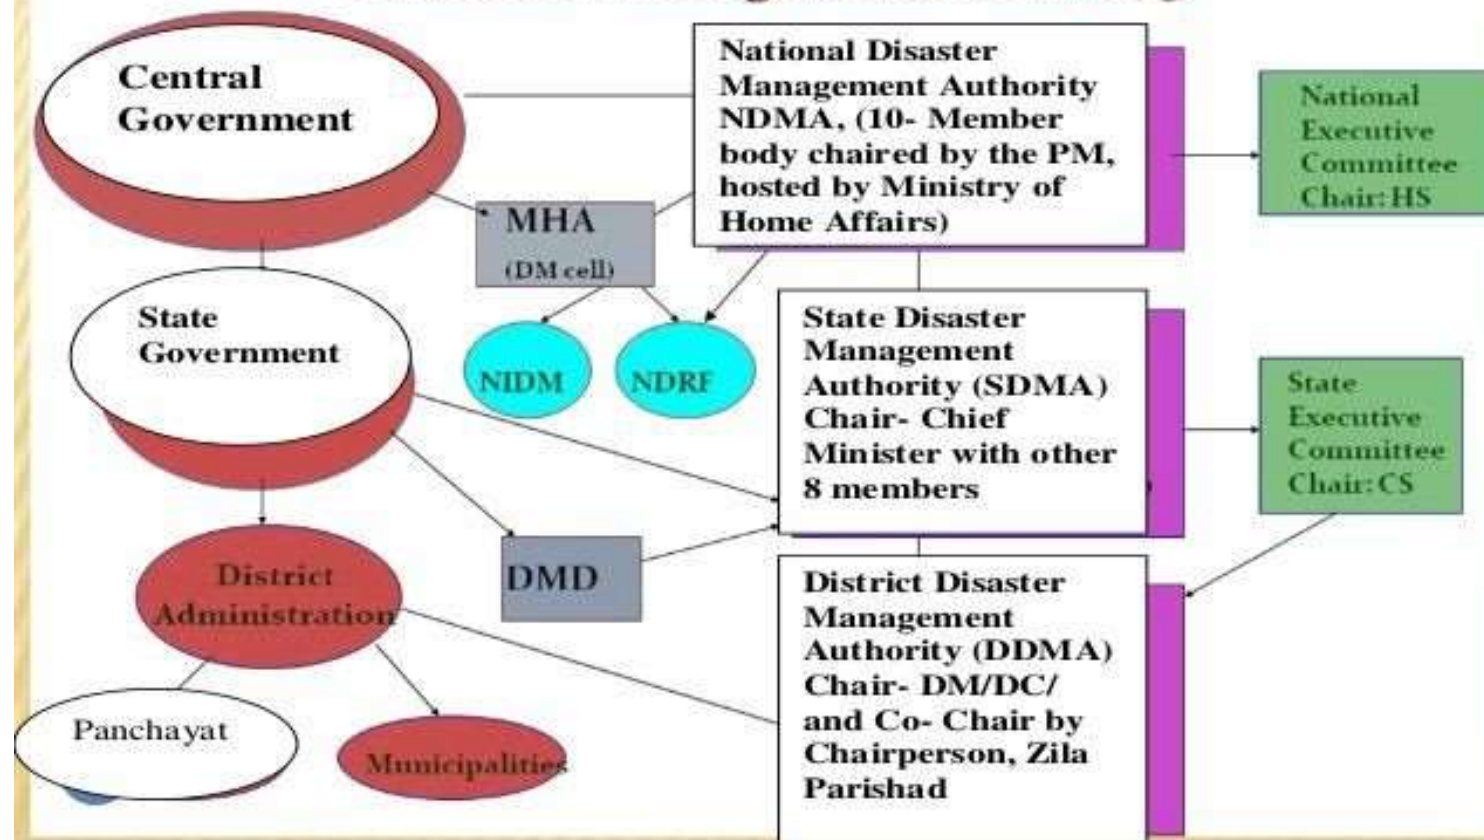 Central
Government
National Disaster
Management Authority
NDMA, (10- Member
body chaired by the PM,
hosted by Ministry of
Home Affairs)
National
Executive
Committee
Chair: HS
MHA
(DM cell)
State
Government
NIDM
NDRF
State Disaster
Management
Authority (SDMA)
Chair- Chief
Minister with other
8 members
State
Executive
Committee
Chair: CS
District
Administration
DMD
District Disaster
Management
Authority (DDMA)
Chair- DM/DC/
and Co- Chair by
Chairperson, Zila
Parishad
Panchayat
Municipalities